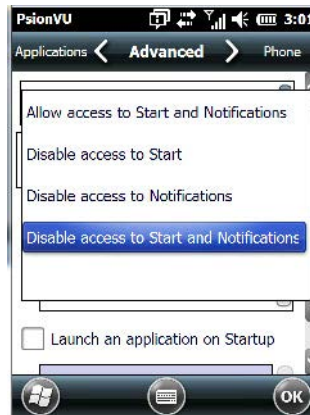 PsionVU 3:01
Applications Advanced Phone
Allow access to Start and Notifications
Disable access to Start
Disable access to Notifications
Disable access to Start and Notifications
Launch an application on Startup
OK